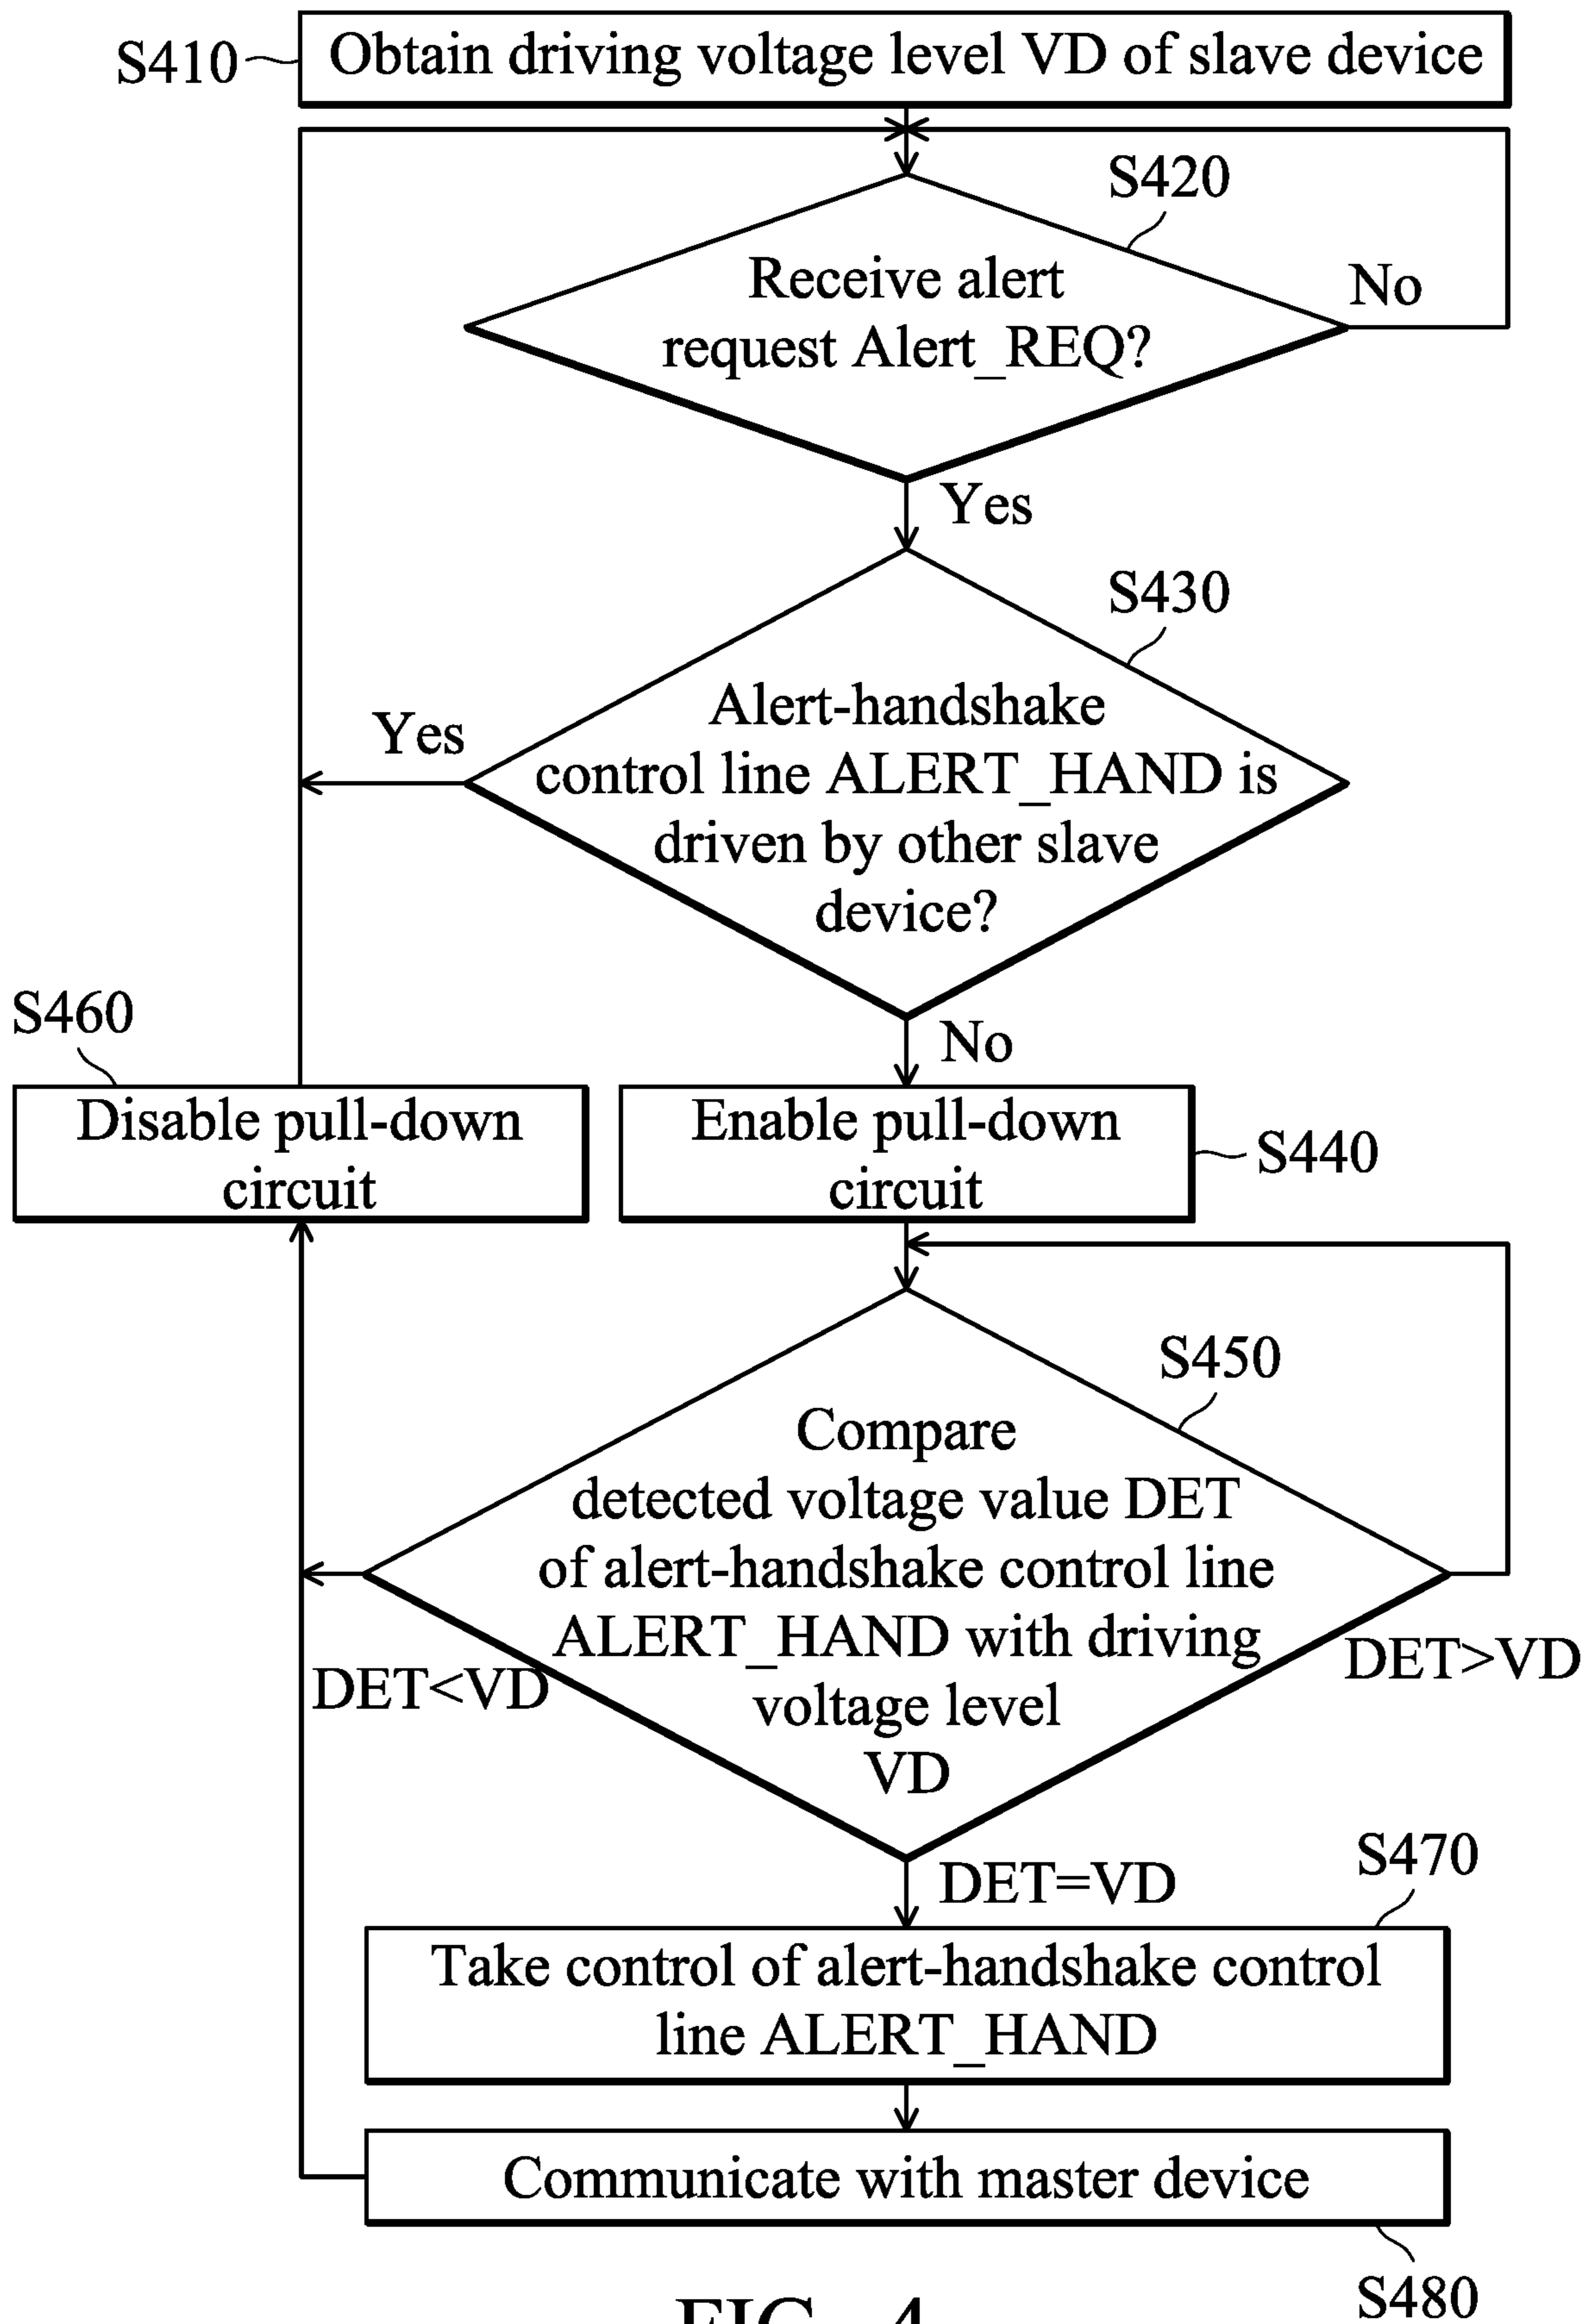 S410
Obtain driving voltage level VD of slave device
S420
Receive alert
request Alert_REQ?
No
Yes
S430
Alert-handshake
control line ALERT_HAND is
driven by other slave
device?
Yes
No
S460
Disable pull-down
circuit
Enable pull-down
circuit
S440
S450
Compare
detected voltage value DET
of alert-handshake control line
ALERT_HAND with driving
voltage level
VD
DET<VD
DET>VD
DET=VD
S470
Take control of alert-handshake control
line ALERT_HAND
Communicate with master device
S480
FIG. 4